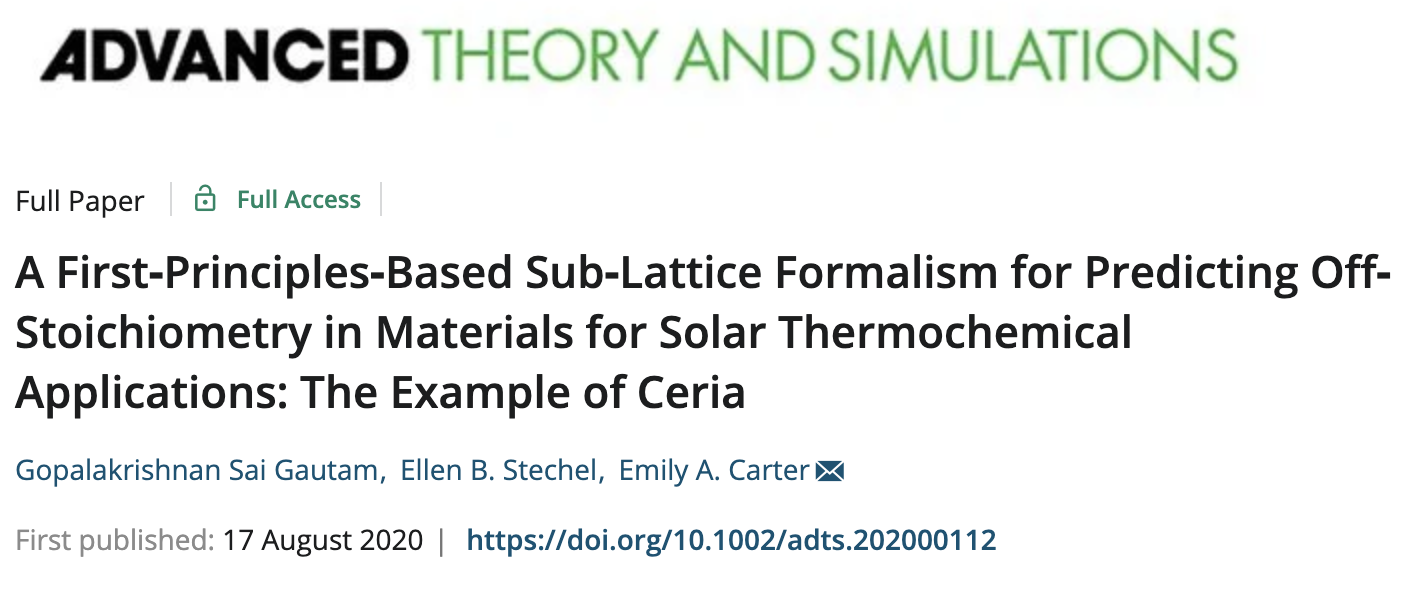 ADVANCED THEORY AND SIMULATIONS
Full Paper | Full Access |
A First-Principles-Based Sub-Lattice Formalism for Predicting Off-
Stoichiometry in Materials for Solar Thermochemical
Applications: The Example of Ceria
Gopalakrishnan Sai Gautam, Ellen B. Stechel, Emily A. Carter
First published: 17 August 2020 | https://doi.org/10.1002/adts.202000112